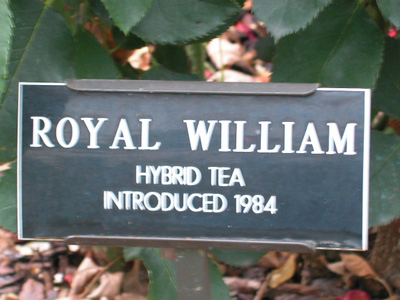 ROYAL WILLIAM
HYBRID TEA
INTRODUCED 1984